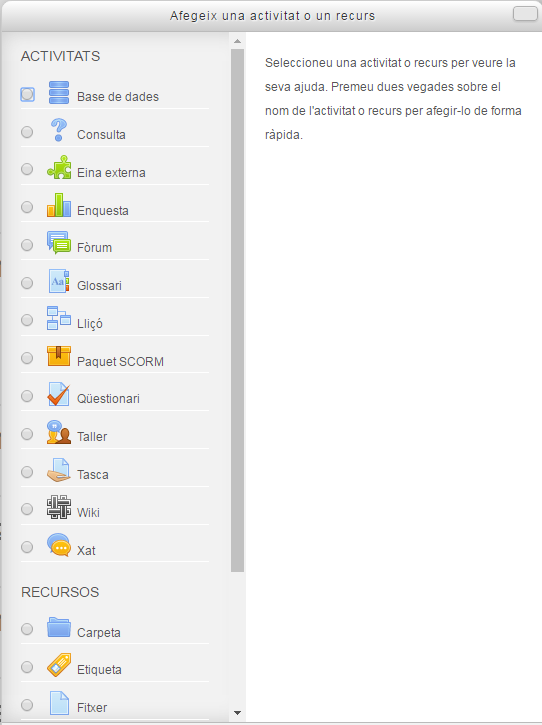 Afegeix una activitat o un recurs
ACTIVITATS
Base de dades
Consulta
Eina externa
Enquesta
Fòrum
Aa
Glossari
Lliçó
Paquet SCORM
Qüestionari
Taller
Tasca
Wiki
Xat
RECURSOS
Carpeta
Etiqueta
Fitxer
Seleccioneu una activitat o recurs per veure la
seva ajuda. Premeu dues vegades sobre el
nom de l'activitat o recurs per afegir-lo de forma
ràpida.